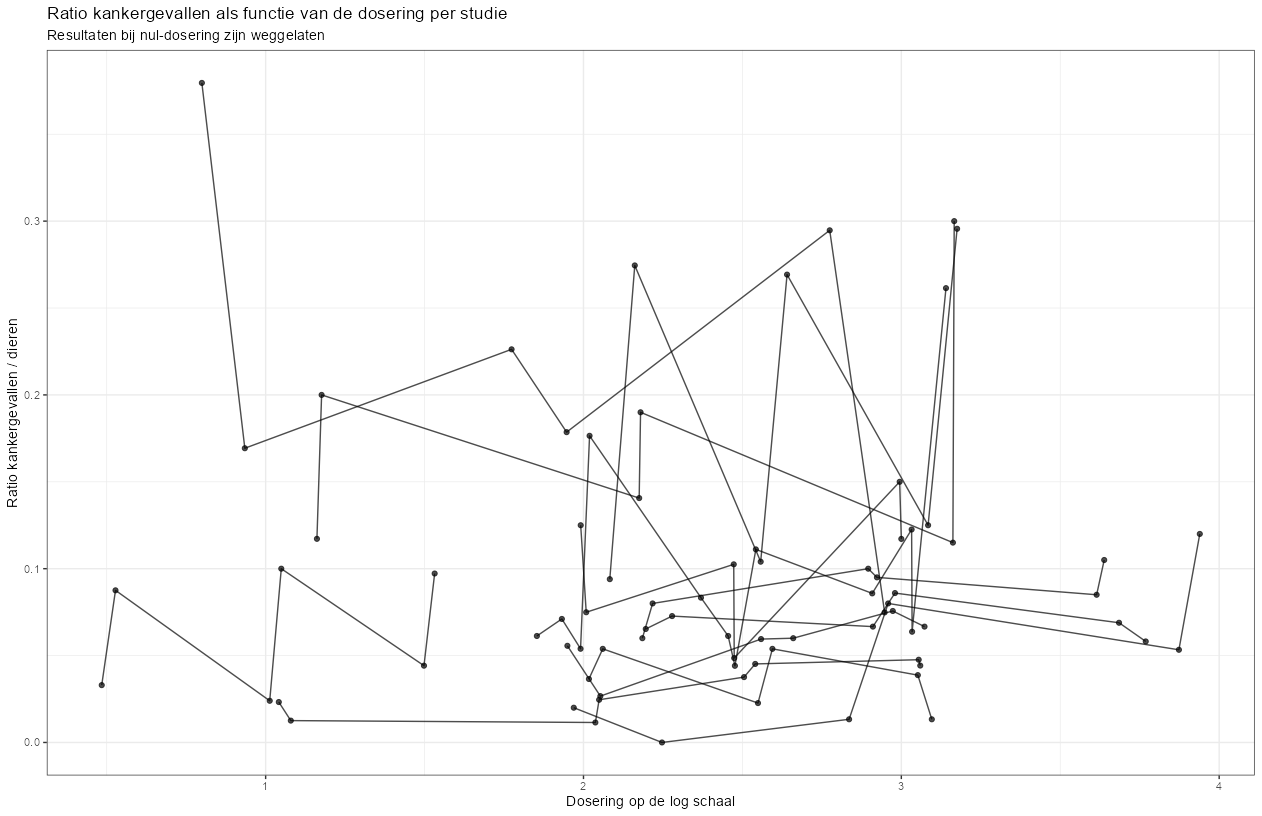 Ratio kankergevallen als functie van de dosering per studie
Resultaten bij nul-dosering zijn weggelaten
Ratio kankergevallen / dieren
0.3
0.2
0.1
0.0
1 2 3 4
Dosering op de log schaal